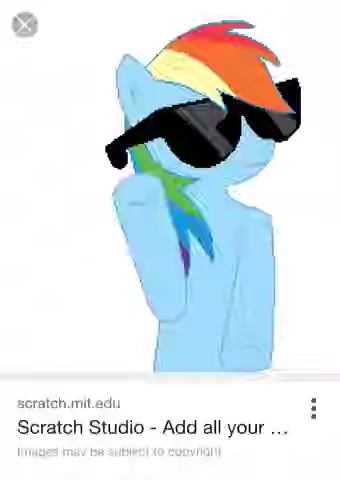 scratch.mit.edu
Scratch Studio - Add all your ...
Images may be subject to copyright